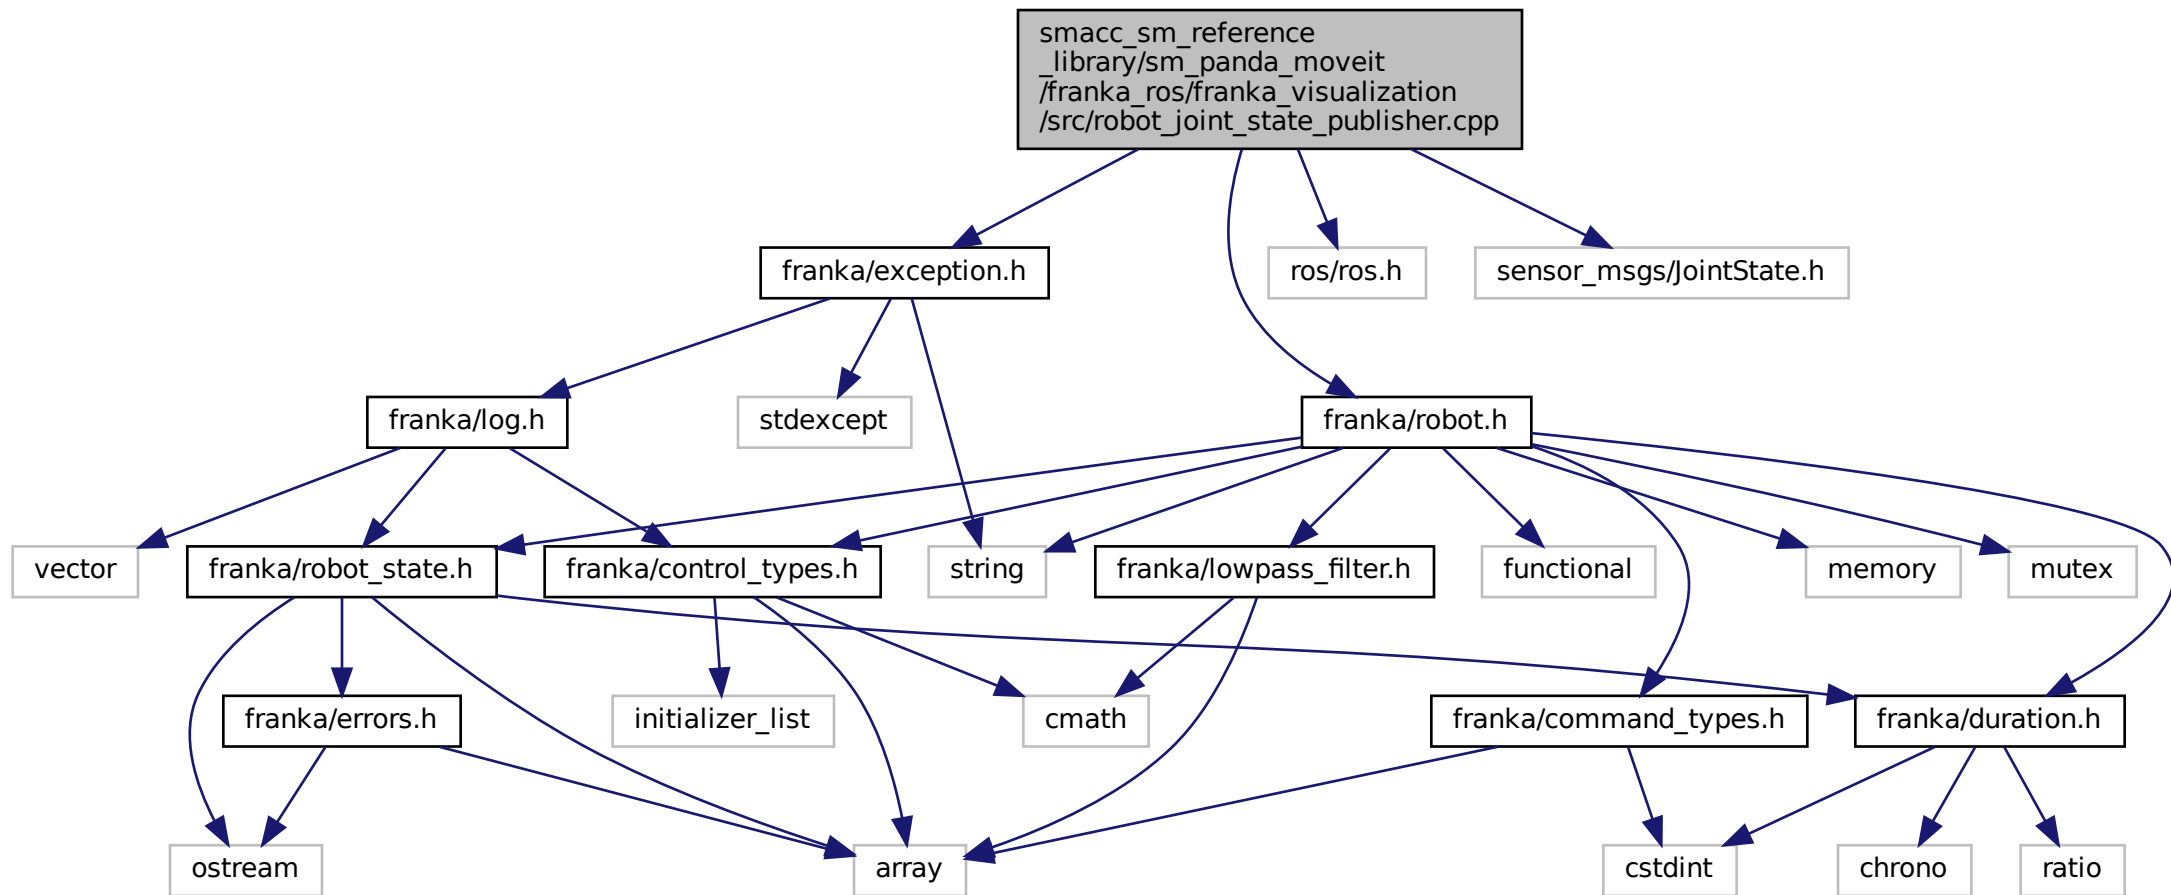 smacc_sm_reference
_library/sm_panda_moveit
/franka_ros/franka_visualization
/src/robot_joint_state_publisher.cpp
franka/exception.h
ros/ros.h
sensor_msgs/JointState.h
franka/log.h
stdexcept
franka/robot.h
vector
franka/robot_state.h
franka/control_types.h
string
franka/lowpass_filter.h
functional
memory
mutex
franka/errors.h
initializer_list
cmath
franka/command_types.h
franka/duration.h
ostream
array
cstdint
chrono
ratio